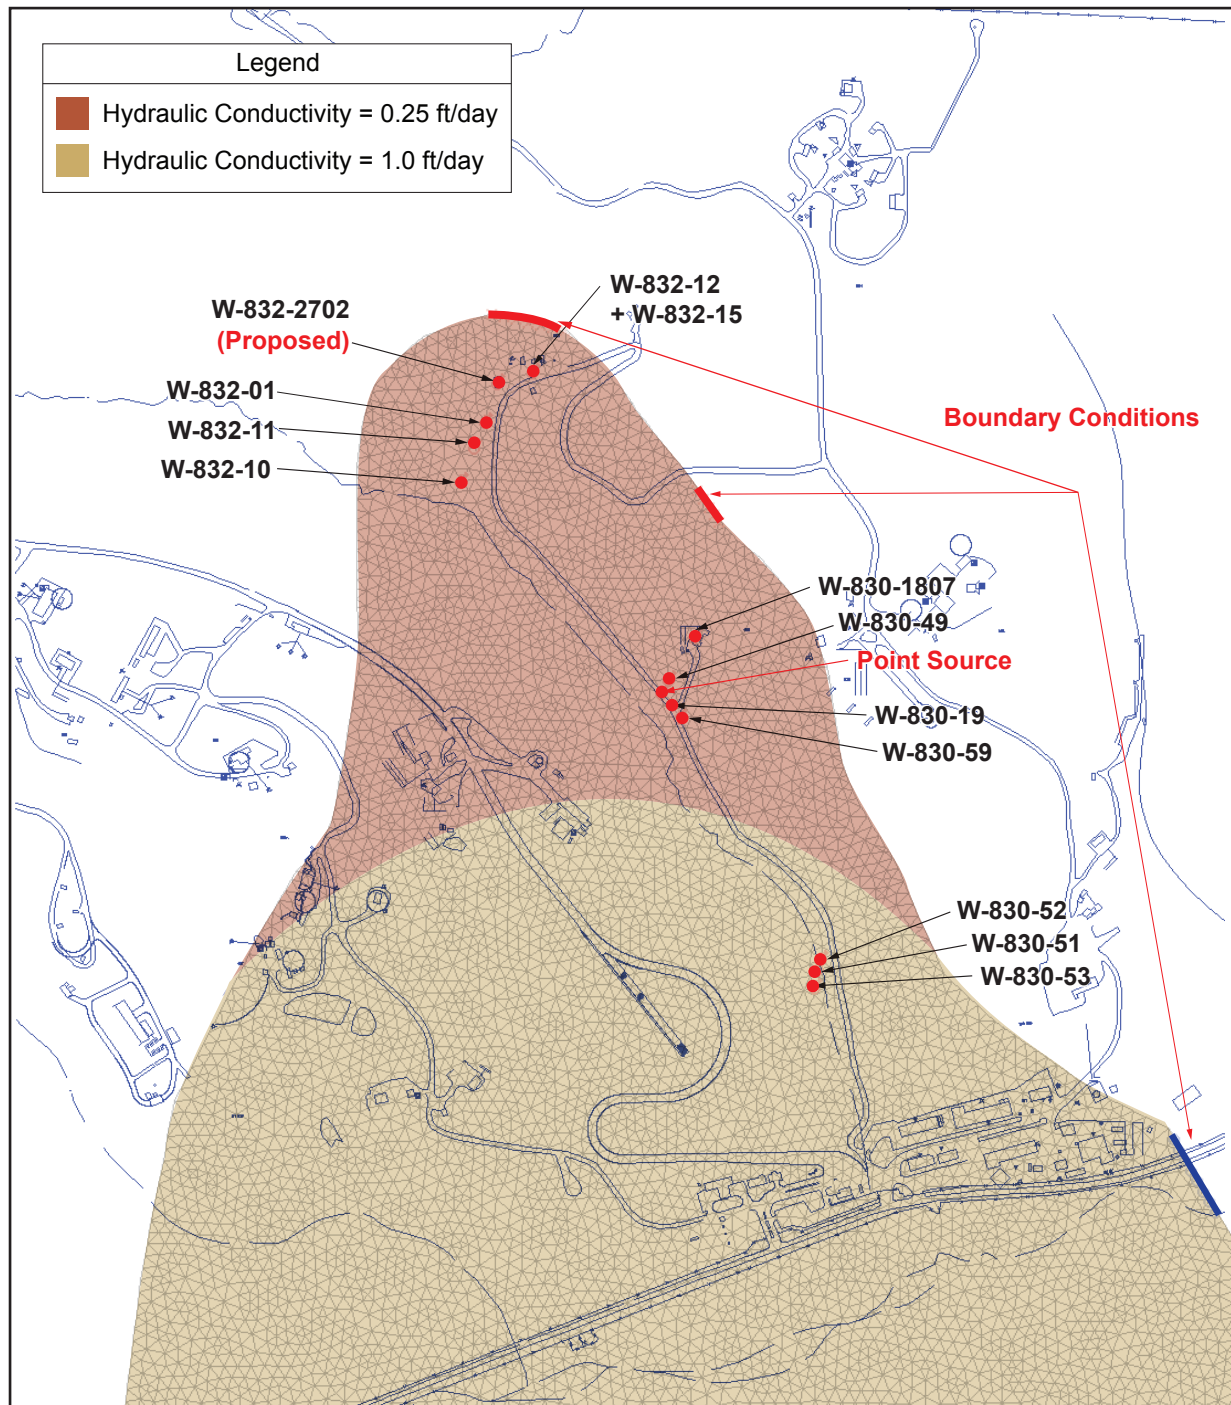 Legend
Hydraulic Conductivity = 0.25 ft/day
Hydraulic Conductivity = 1.0 ft/day
W-832-12
+ W-832-15
W-832-2702
(Proposed)
W-832-01
W-832-11
W-832-10
Boundary Conditions
W-830-1807
W-830-49
Point Source
W-830-19
W-830-59
W-830-52
W-830-51
W-830-53